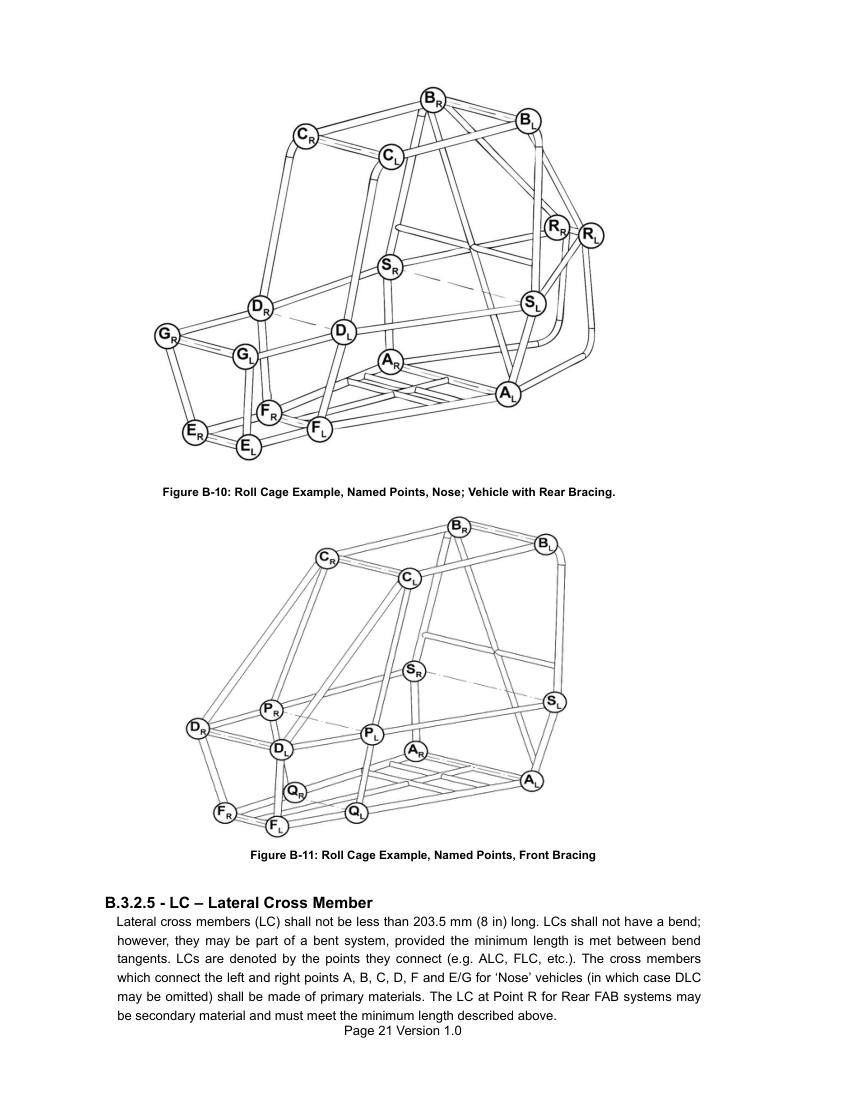 B_R
B_L
C_R
C_L
R_R
R_L
S_R
S_L
D_R
D_L
G_R
G_L
A_R
A_L
F_R
F_L
E_R
E_L
Figure B-10: Roll Cage Example, Named Points, Nose; Vehicle with Rear Bracing.
B_R
B_L
C_R
C_L
S_R
S_L
P_R
P_L
D_R
D_L
A_R
A_L
Q_R
Q_L
F_R
F_L
Figure B-11: Roll Cage Example, Named Points, Front Bracing
B.3.2.5 - LC – Lateral Cross Member
Lateral cross members (LC) shall not be less than 203.5 mm (8 in) long. LCs shall not have a bend;
however, they may be part of a bent system, provided the minimum length is met between bend
tangents. LCs are denoted by the points they connect (e.g. ALC, FLC, etc.). The cross members
which connect the left and right points A, B, C, D, F and E/G for ‘Nose’ vehicles (in which case DLC
may be omitted) shall be made of primary materials. The LC at Point R for Rear FAB systems may
be secondary material and must meet the minimum length described above.
Page 21 Version 1.0